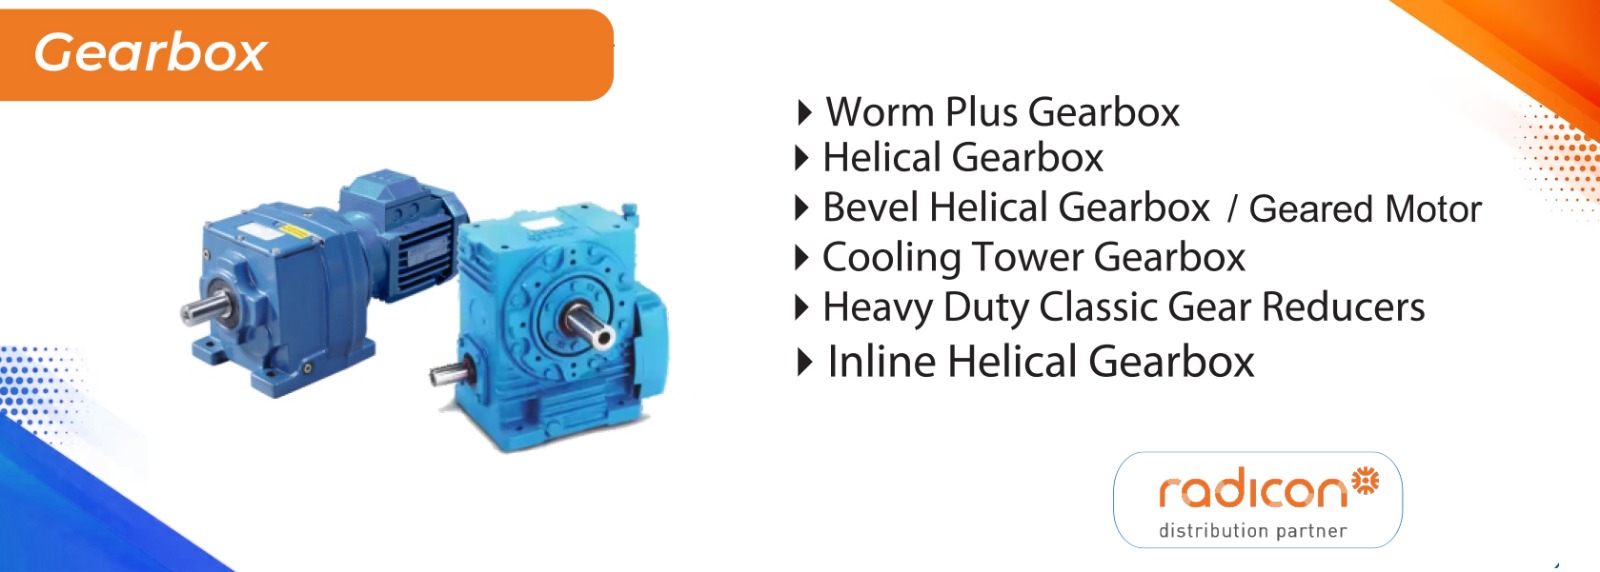 Gearbox
Worm Plus Gearbox
Helical Gearbox
Bevel Helical Gearbox / Geared Motor
Cooling Tower Gearbox
Heavy Duty Classic Gear Reducers
Inline Helical Gearbox
radicon
distribution partner